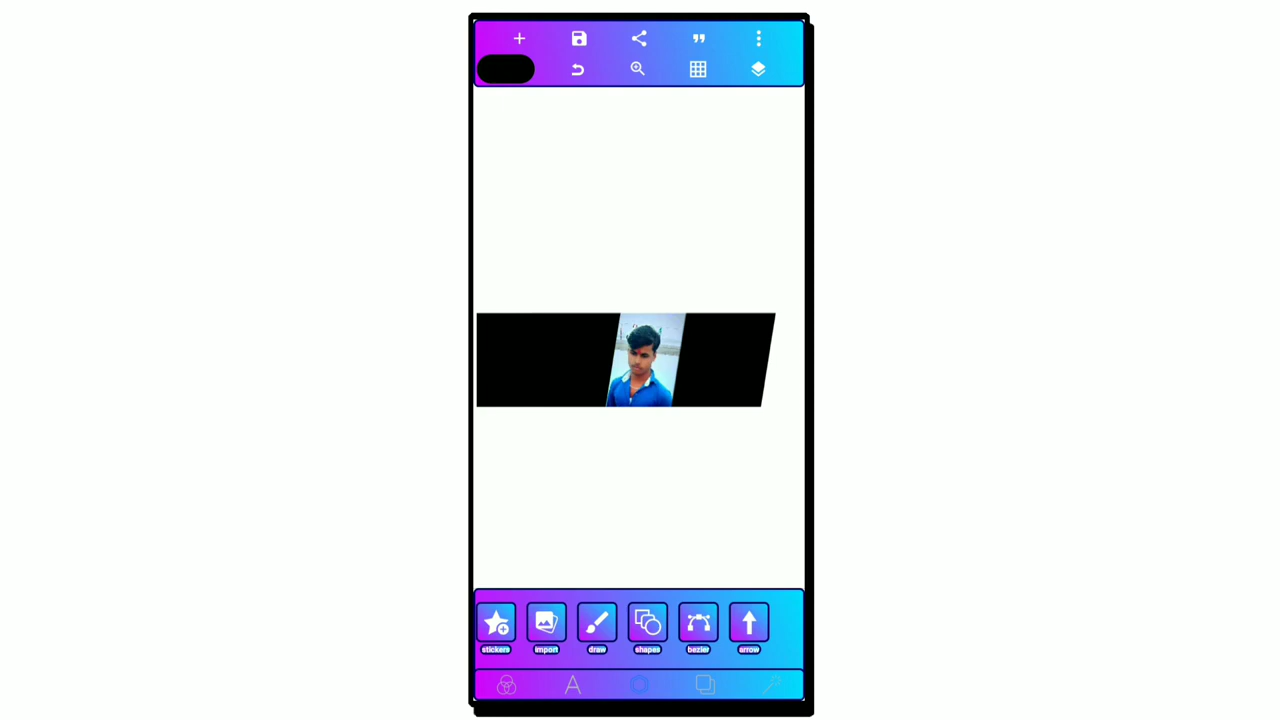 stickers
import
draw
shapes
bezier
arrow